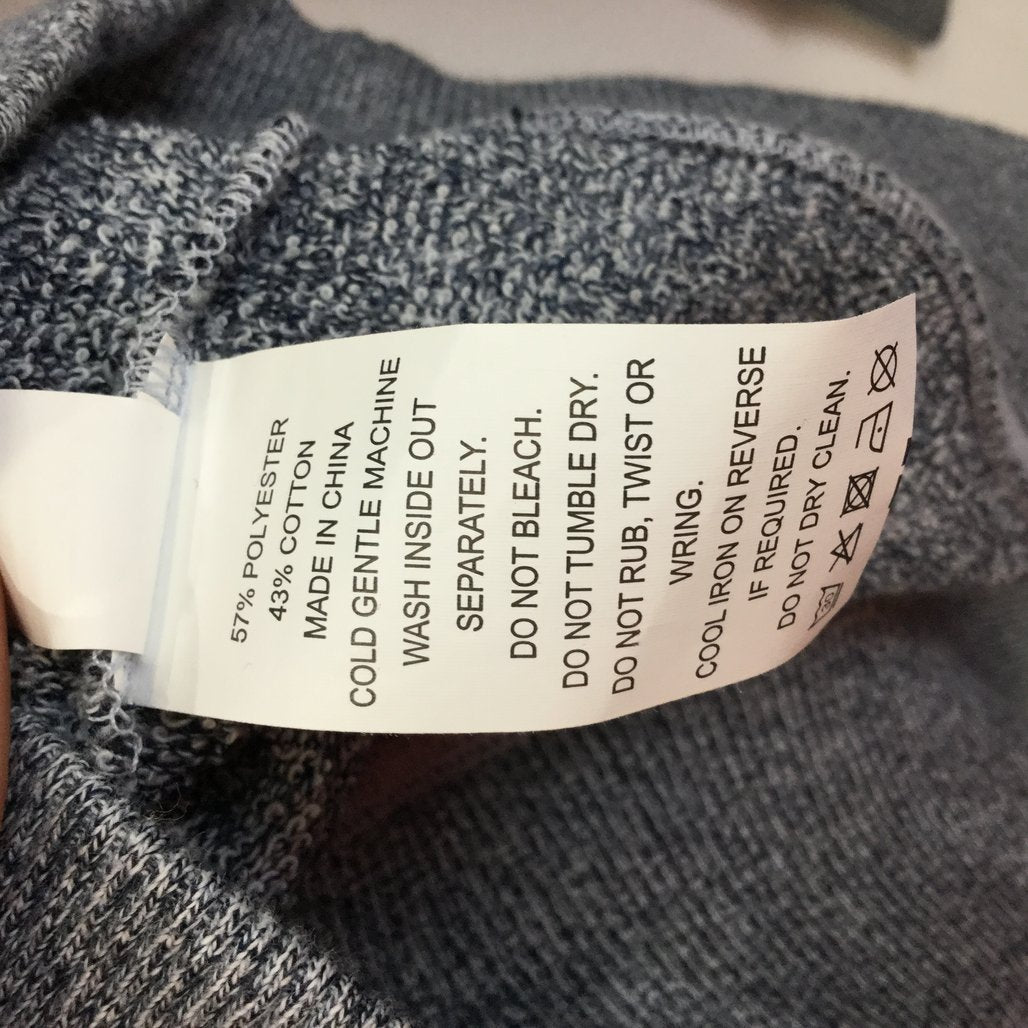 57% POLYESTER
43% COTTON
MADE IN CHINA
COLD GENTLE MACHINE
WASH INSIDE OUT
SEPARATELY.
DO NOT BLEACH.
DO NOT TUMBLE DRY.
DO NOT RUB, TWIST OR
WRING.
COOL IRON ON REVERSE
IF REQUIRED.
DO NOT DRY CLEAN.